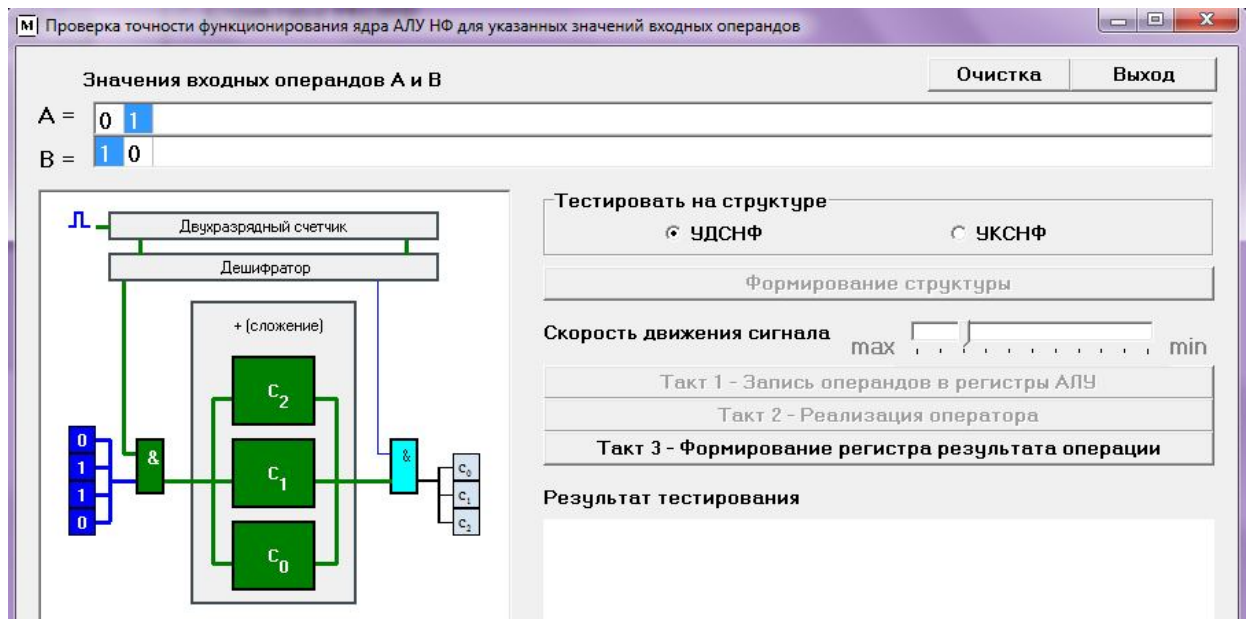 M Проверка точности функционирования ядра АЛУ НФ для указанных значений входных операндов
Значения входных операндов А и В
Очистка Выход
A = 0 1
B = 1 0
Двухразрядный счетчик
Дешифратор
+ (сложение)
C2
C1
C0
0
1
1
0
&
&
C0
C1
C2
Тестировать на структуре
УДСНФ УКСНФ
Формирование структуры
Скорость движения сигнала max min
Такт 1 - Запись операндов в регистры АЛУ
Такт 2 - Реализация оператора
Такт 3 - Формирование регистра результата операции
Результат тестирования